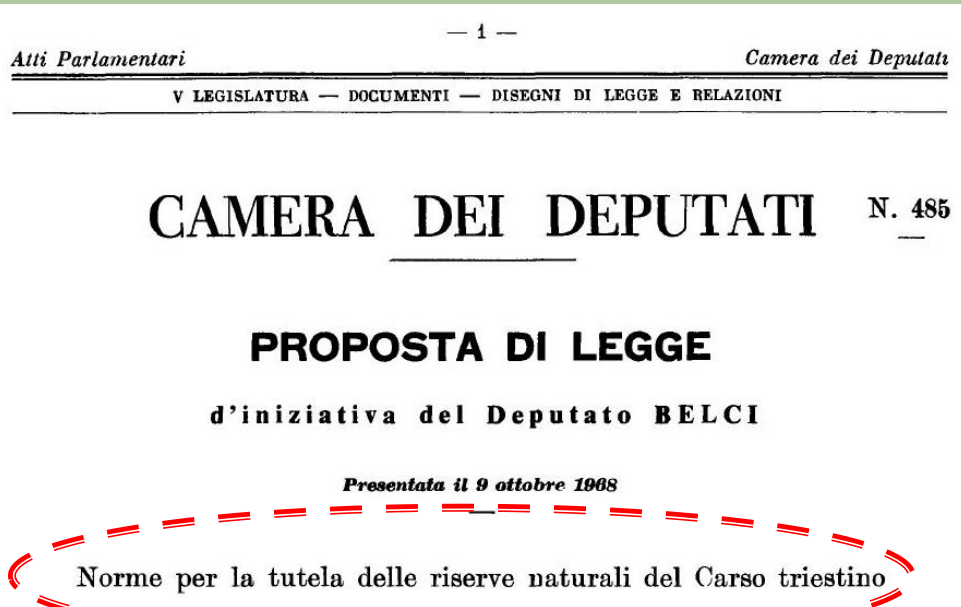 — 1 —
Atti Parlamentari Camera dei Deputati
V LEGISLATURA — DOCUMENTI — DISEGNI DI LEGGE E RELAZIONI
CAMERA DEI DEPUTATI N. 485
PROPOSTA DI LEGGE
d'iniziativa del Deputato BELCI
Presentata il 9 ottobre 1968
Norme per la tutela delle riserve naturali del Carso triestino